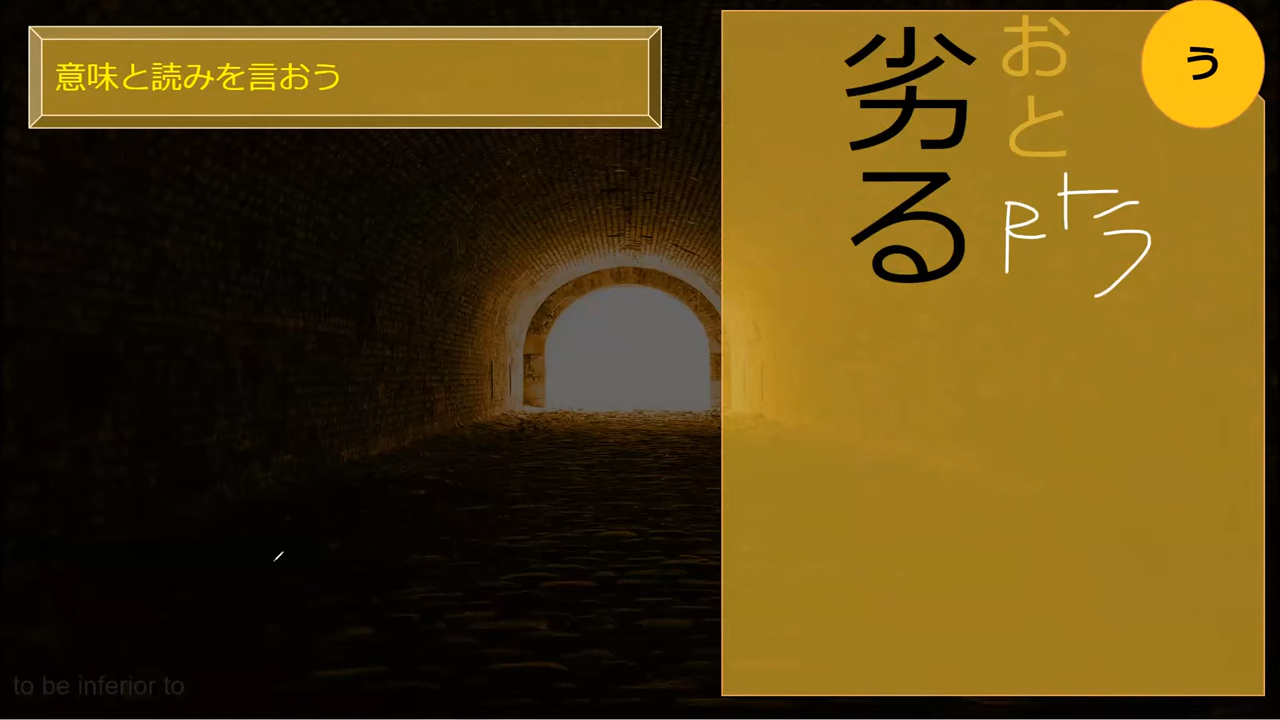 意味と読みを言おう
う
おと
劣る
to be inferior to